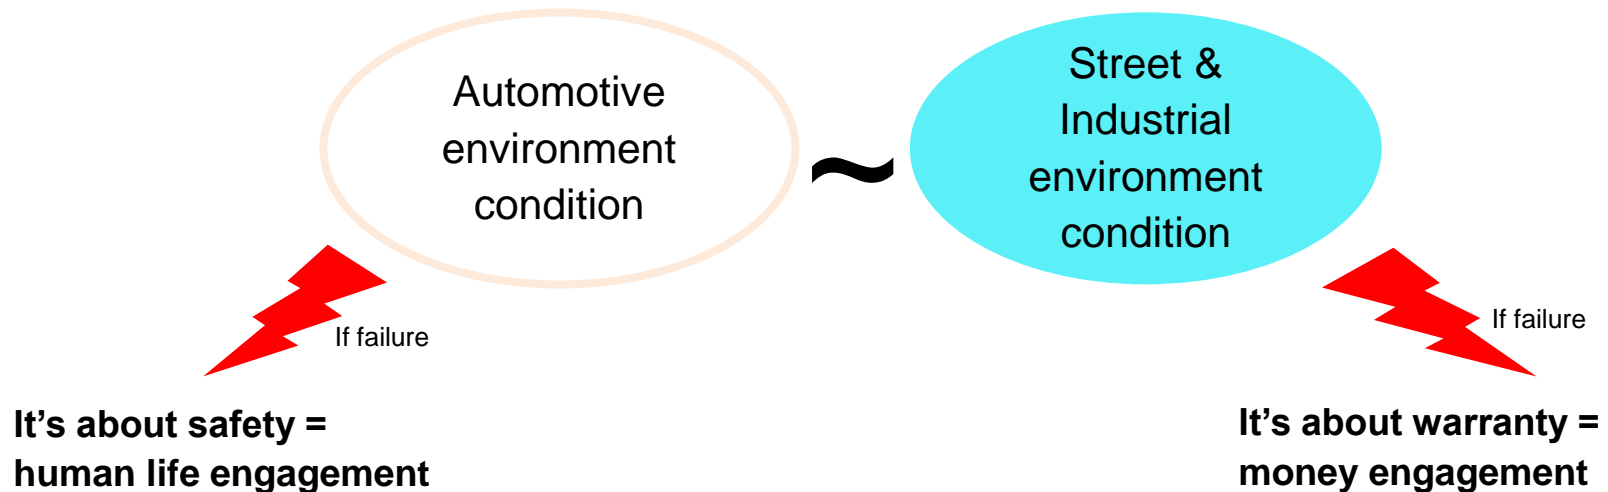 Automotive
environment
condition
~
Street &
Industrial
environment
condition
If failure
If failure
It’s about safety =
human life engagement
It’s about warranty =
money engagement